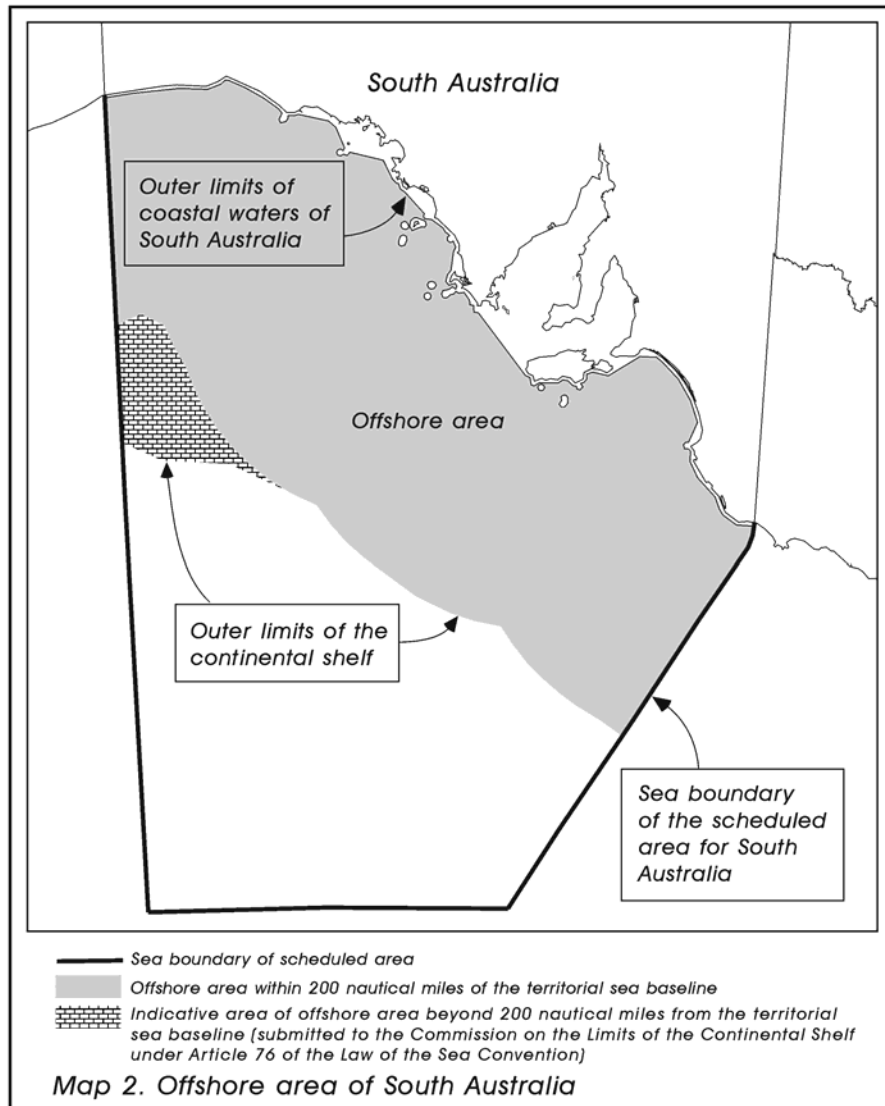 South Australia
Outer limits of
coastal waters of
South Australia
Offshore area
Outer limits of the
continental shelf
Sea boundary
of the scheduled
area for South
Australia
Sea boundary of scheduled area
Offshore area within 200 nautical miles of the territorial sea baseline
Indicative area of offshore area beyond 200 nautical miles from the territorial
sea baseline (submitted to the Commission on the Limits of the Continental Shelf
under Article 76 of the Law of the Sea Convention)
Map 2. Offshore area of South Australia